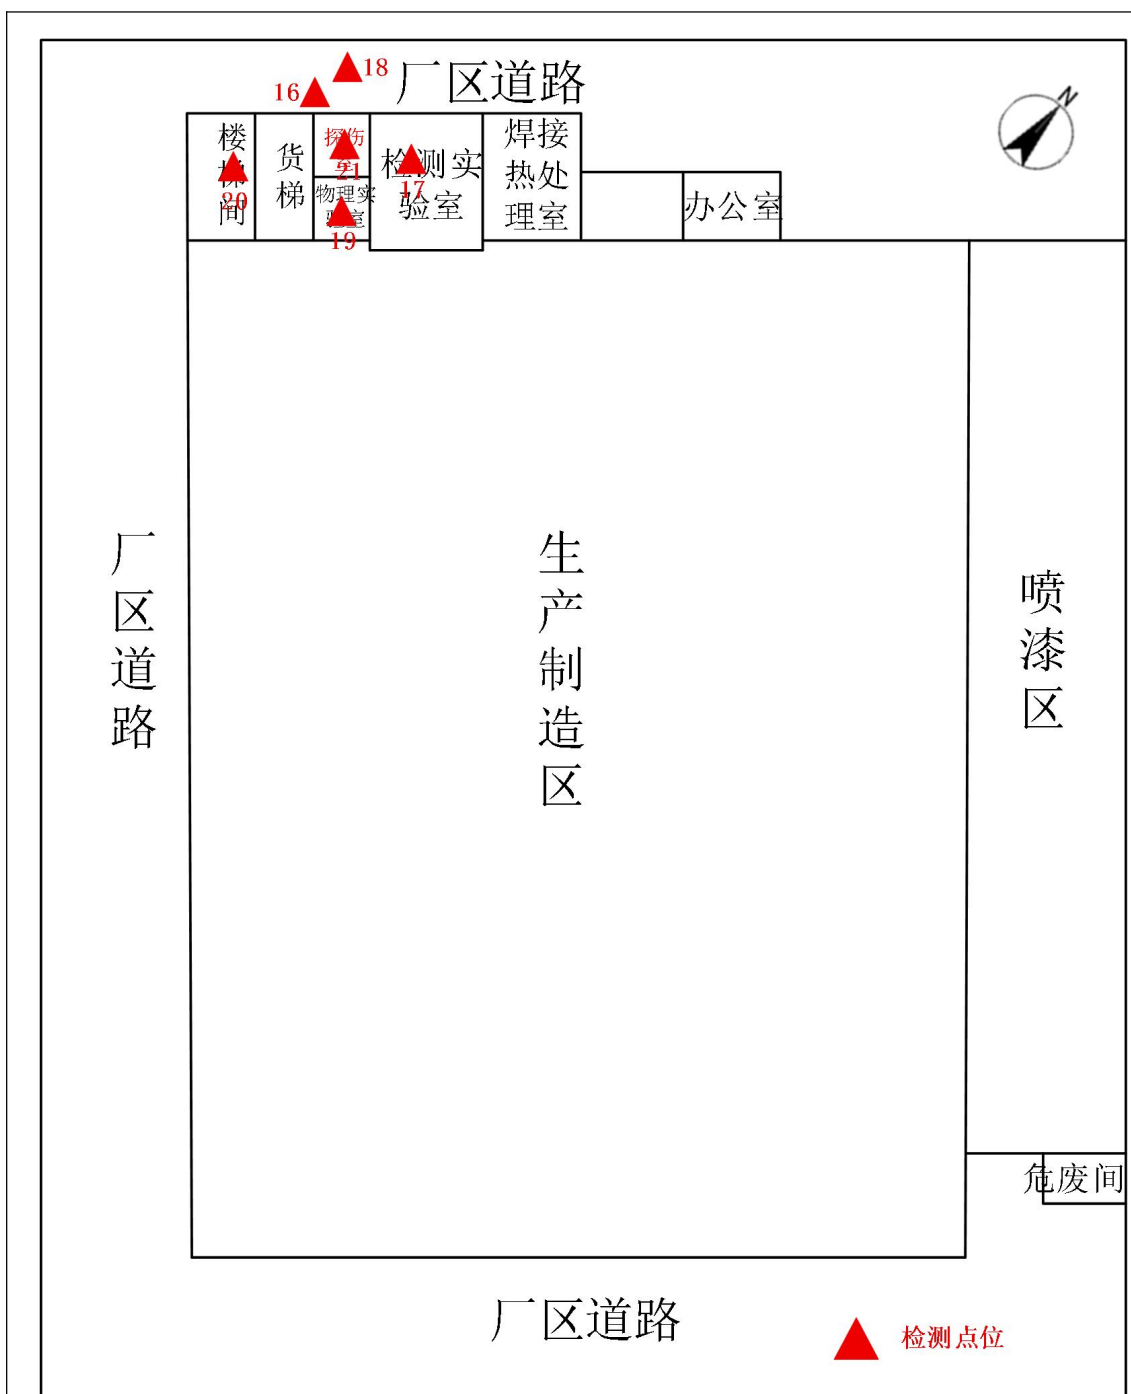 18
16
厂区道路
N
楼梯间
20
货梯
探伤室
21
物理实
验室
19
检测实
验室
17
焊接
热处
理室
办公室
厂区道路
生产制造区
喷漆区
危废间
厂区道路
检测点位